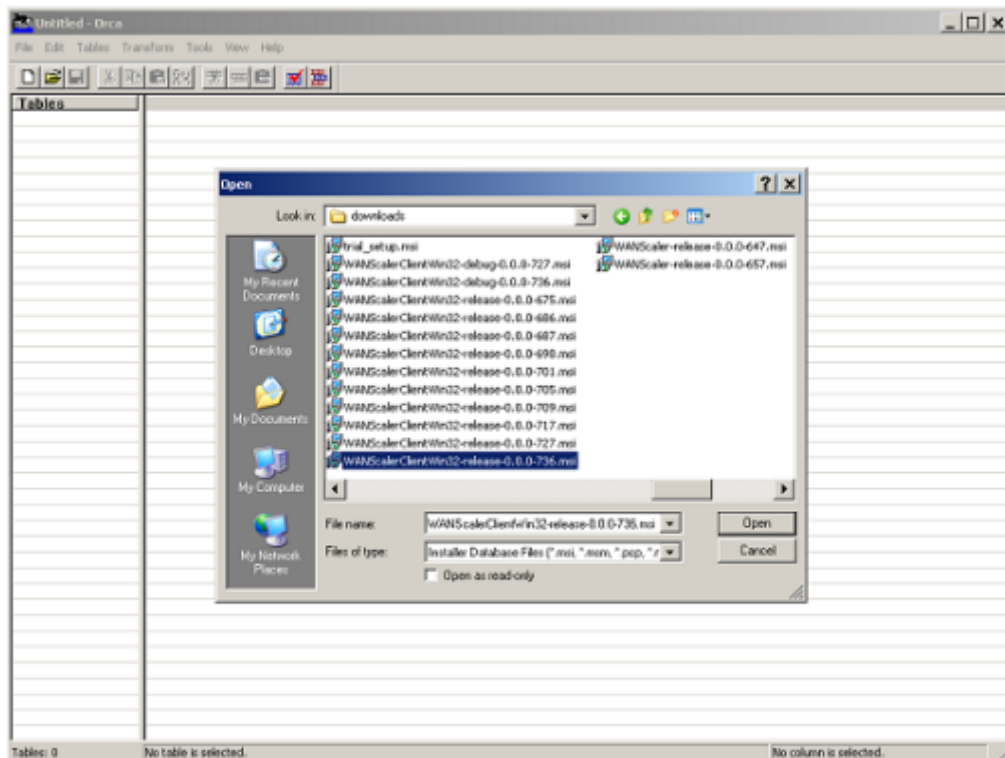 Untitled - Orca
File Edit Tables Transform Tools View Help
Tables
Open
Look in: downloads
trial_setup.msi
WANScalerClientWin32-debug-0.0.0-727.msi
WANScalerClientWin32-debug-0.0.0-736.msi
WANScalerClientWin32-release-0.0.0-675.msi
WANScalerClientWin32-release-0.0.0-686.msi
WANScalerClientWin32-release-0.0.0-687.msi
WANScalerClientWin32-release-0.0.0-698.msi
WANScalerClientWin32-release-0.0.0-701.msi
WANScalerClientWin32-release-0.0.0-705.msi
WANScalerClientWin32-release-0.0.0-709.msi
WANScalerClientWin32-release-0.0.0-717.msi
WANScalerClientWin32-release-0.0.0-727.msi
WANScalerClientWin32-release-0.0.0-736.msi
WANScaler-release-0.0.0-647.msi
WANScaler-release-0.0.0-657.msi
My Recent
Documents
Desktop
My Documents
My Computer
My Network
Places
File name: WANScalerClientWin32-release-0.0.0-736.msi Open
Files of type: Installer Database Files (*.msi, *.msm, *.pcp, *.r Cancel
Open as read-only
Tables: 0 No table is selected. No column is selected.